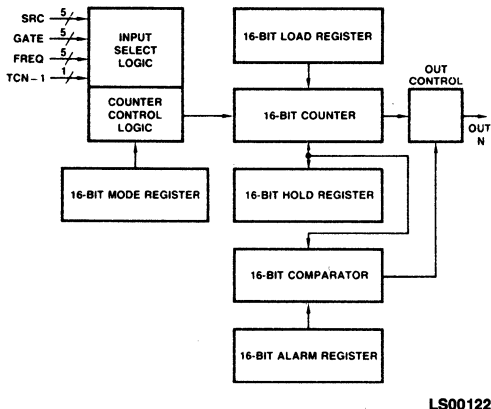 SRC 5
GATE 5
FREQ 5
TCN-1 1
INPUT
SELECT
LOGIC
COUNTER
CONTROL
LOGIC
16-BIT MODE REGISTER
16-BIT LOAD REGISTER
16-BIT COUNTER
16-BIT HOLD REGISTER
16-BIT COMPARATOR
16-BIT ALARM REGISTER
OUT
CONTROL
OUT
N
LS00122